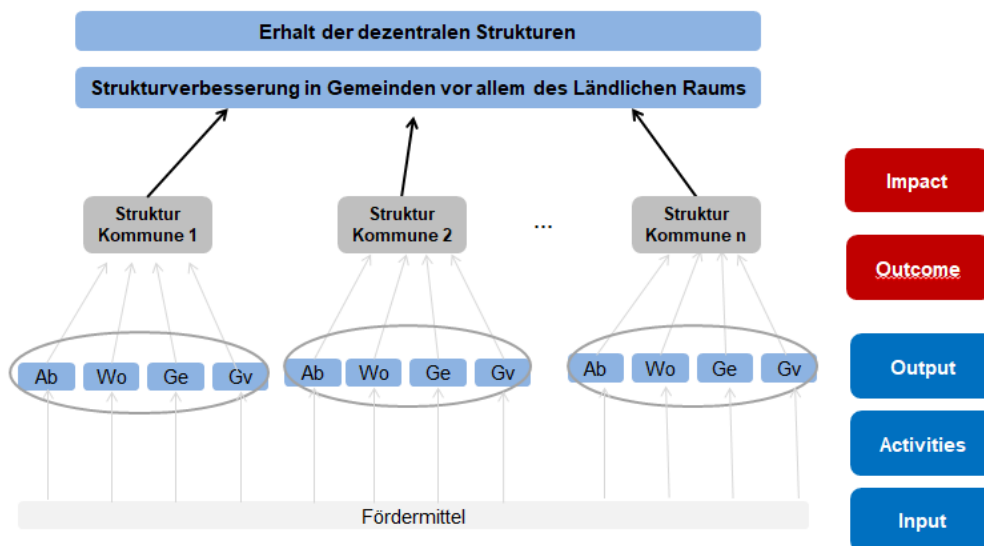 Erhalt der dezentralen Strukturen
Strukturverbesserung in Gemeinden vor allem des Ländlichen Raums
Impact
Struktur
Kommune 1
Struktur
Kommune 2
...
Struktur
Kommune n
Outcome
Ab Wo Ge Gv
Ab Wo Ge Gv
Ab Wo Ge Gv
Output
Activities
Fördermittel
Input